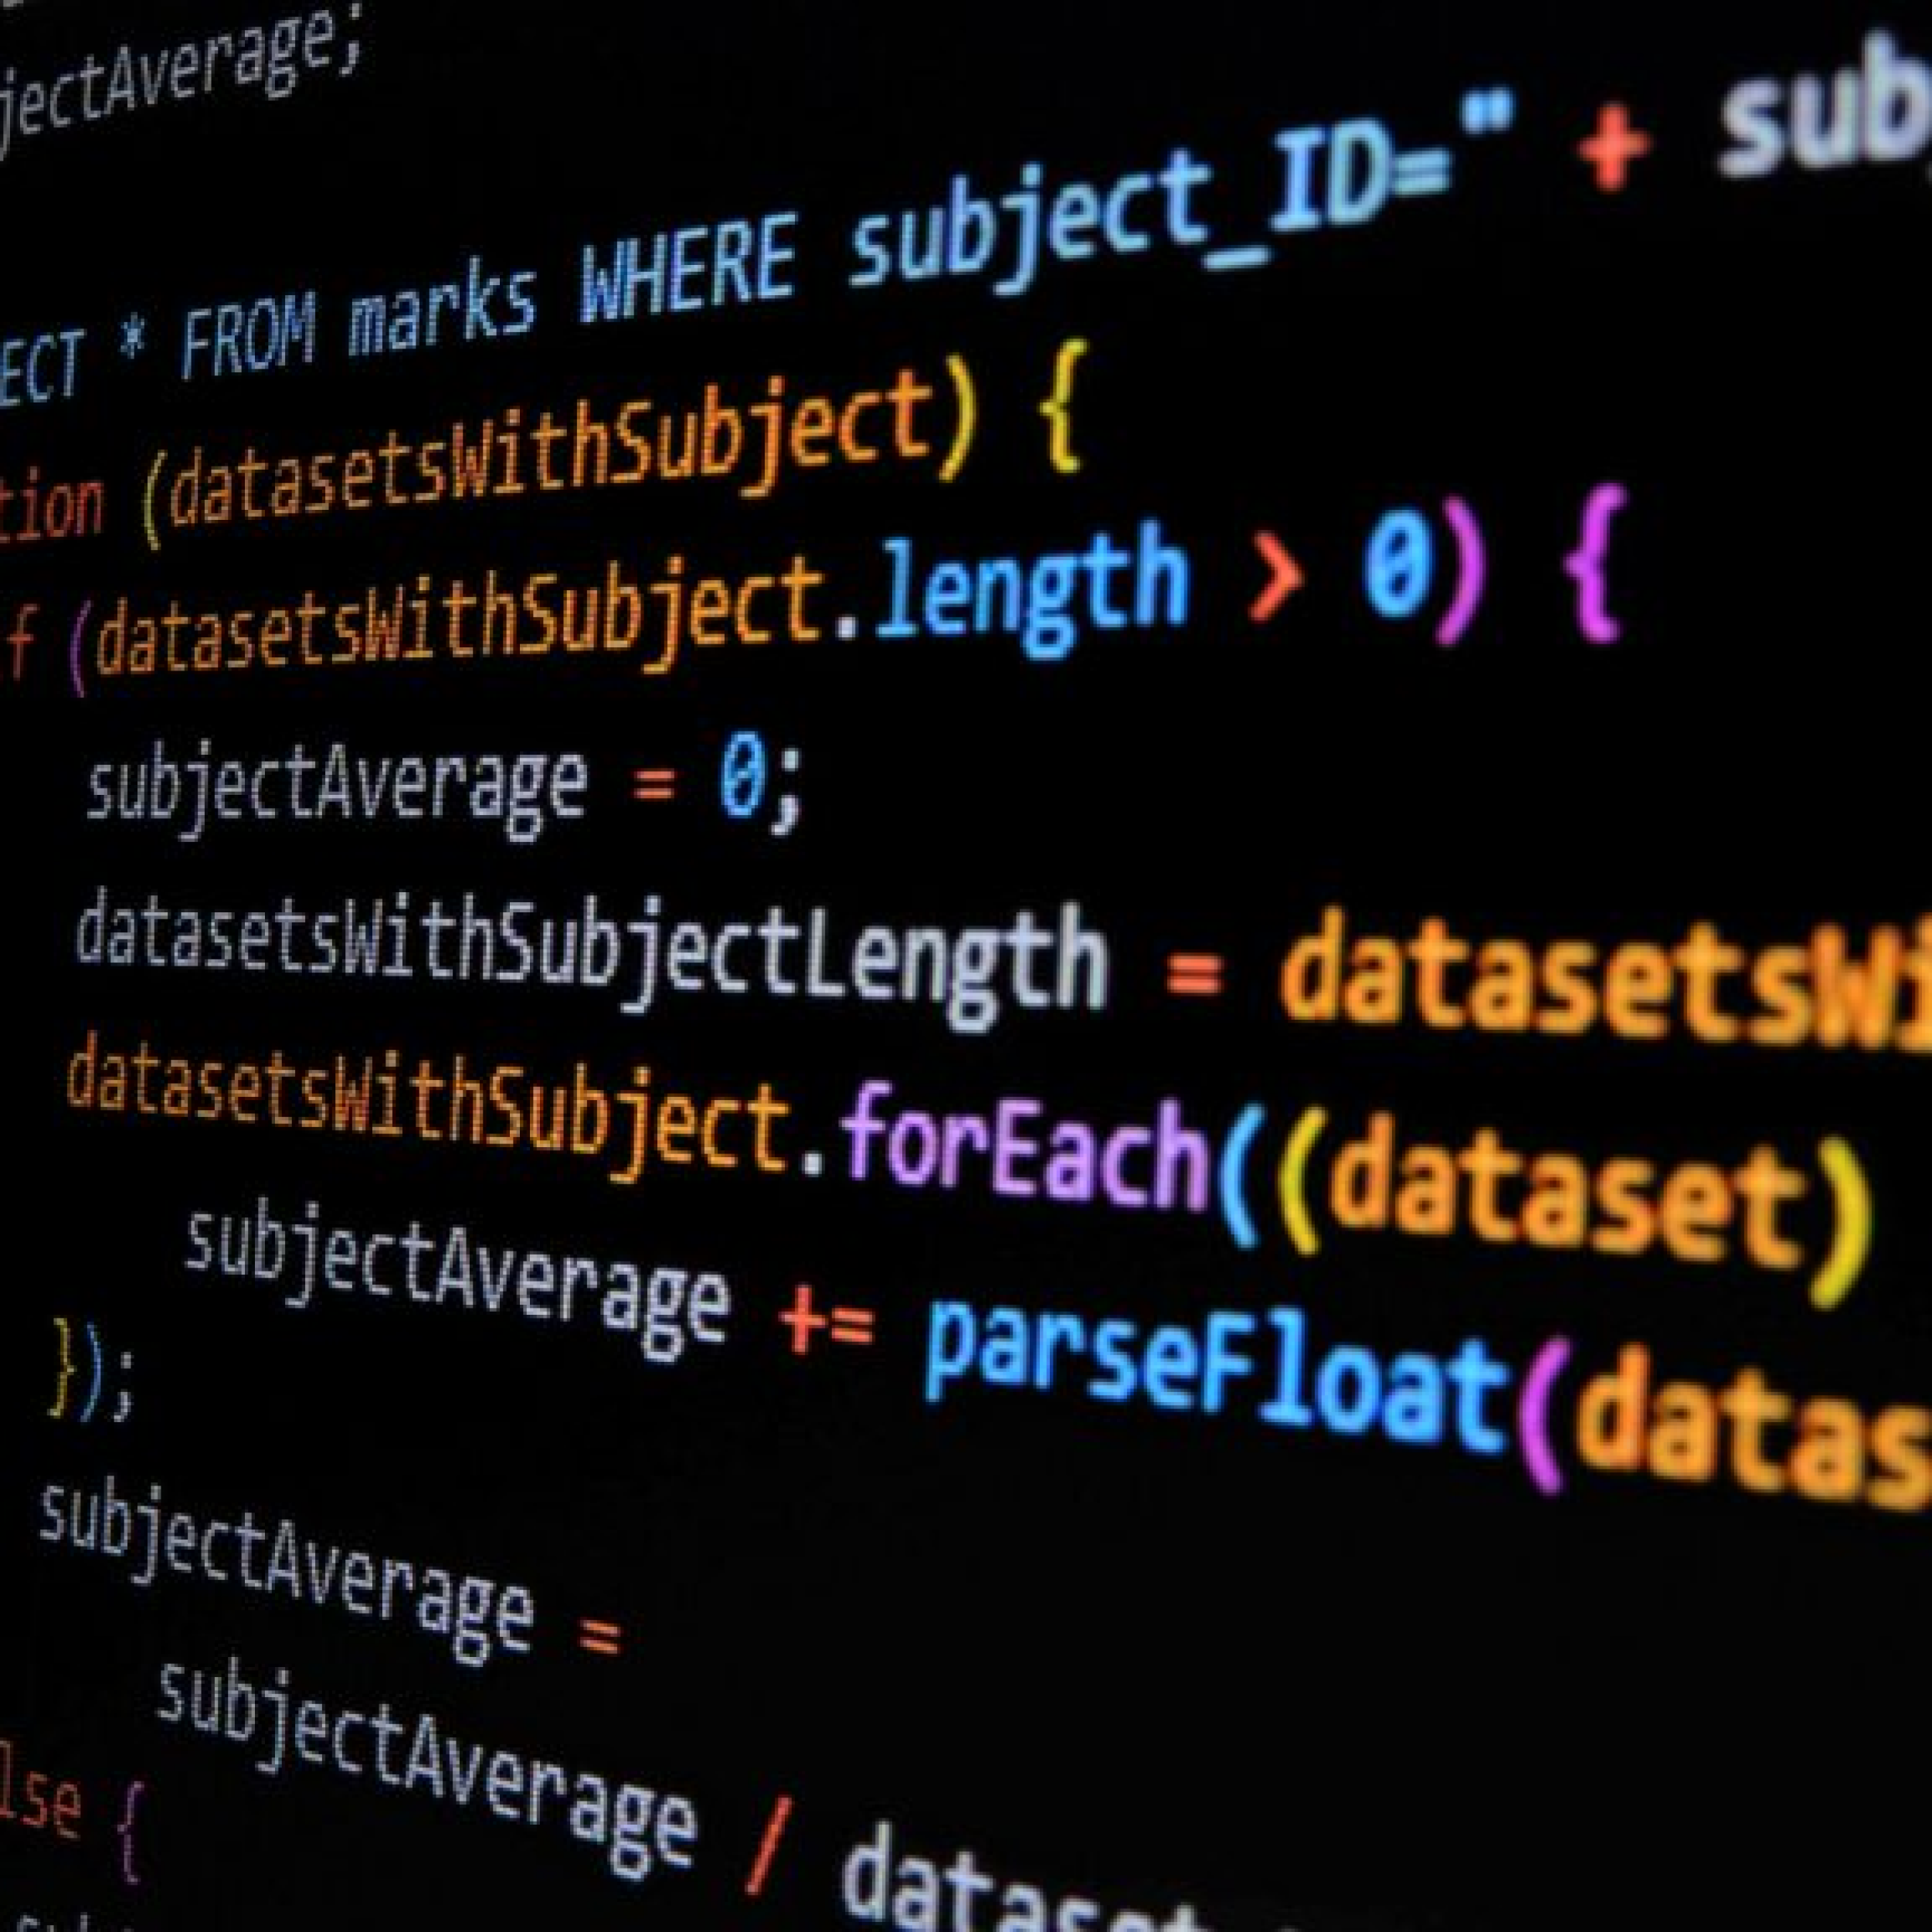 jectAverage;
ECT * FROM marks WHERE subject_ID=" + sub
tion (datasetsWithSubject) {
f (datasetsWithSubject.length > 0) {
subjectAverage = 0;
datasetsWithSubjectLength = datasetsWi
datasetsWithSubject.forEach((dataset)
subjectAverage += parseFloat(datas
});
subjectAverage =
subjectAverage / dataset
lse {